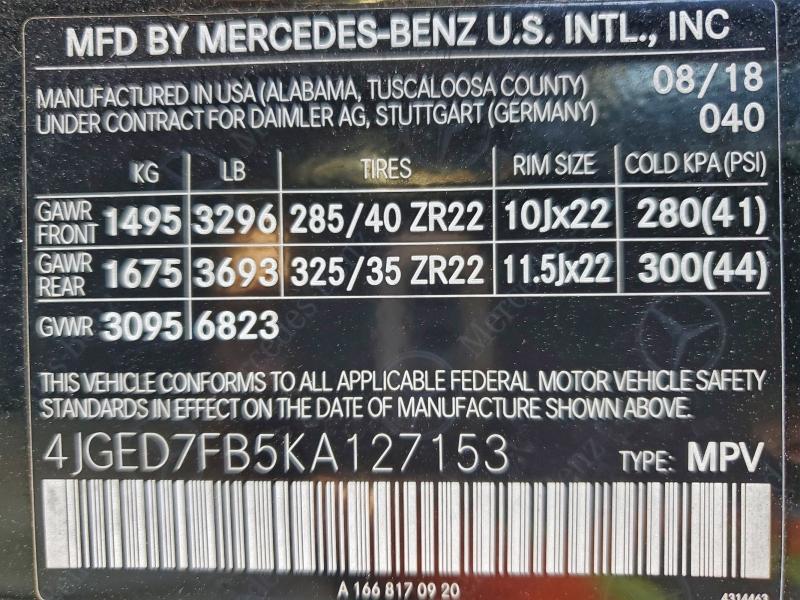 MFD BY MERCEDES-BENZ U.S. INTL., INC
MANUFACTURED IN USA (ALABAMA, TUSCALOOSA COUNTY) 08/18
UNDER CONTRACT FOR DAIMLER AG, STUTTGART (GERMANY) 040
KG LB TIRES RIM SIZE COLD KPA (PSI)
GAWR FRONT 1495 3296 285/40 ZR22 10Jx22 280(41)
GAWR REAR 1675 3693 325/35 ZR22 11.5Jx22 300(44)
GVWR 3095 6823
THIS VEHICLE CONFORMS TO ALL APPLICABLE FEDERAL MOTOR VEHICLE SAFETY
STANDARDS IN EFFECT ON THE DATE OF MANUFACTURE SHOWN ABOVE.
4JGED7FB5KA127153 TYPE: MPV
A 166 817 09 20
4314463